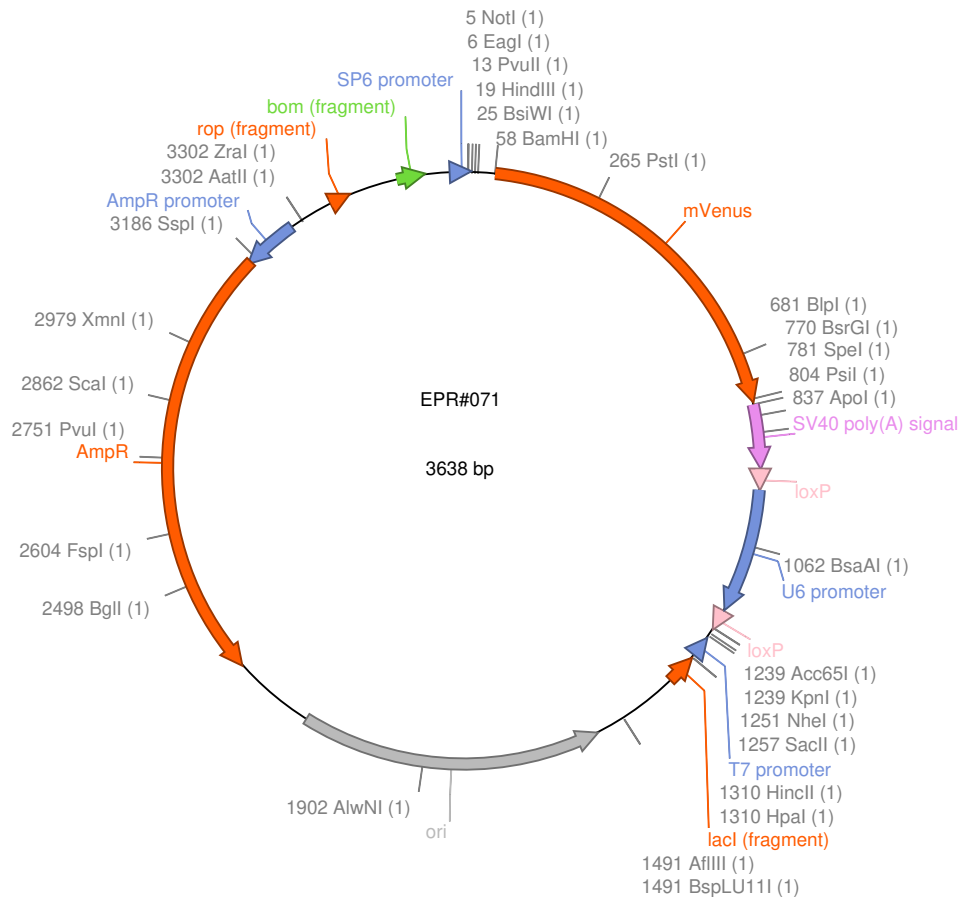 5 NotI (1)
6 EagI (1)
13 PvuII (1)
SP6 promoter
19 HindIII (1)
bom (fragment)
25 BsiWI (1)
rop (fragment)
58 BamHI (1)
3302 ZraI (1)
265 PstI (1)
3302 AatII (1)
AmpR promoter
mVenus
3186 SspI (1)
681 BlpI (1)
2979 XmnI (1)
770 BsrGI (1)
781 SpeI (1)
804 PsiI (1)
2862 ScaI (1)
EPR#071
837 ApoI (1)
2751 PvuI (1)
SV40 poly(A) signal
AmpR
3638 bp
loxP
2604 FspI (1)
1062 BsaAI (1)
U6 promoter
2498 BglI (1)
loxP
1239 Acc65I (1)
1239 KpnI (1)
1251 NheI (1)
1257 SacII (1)
T7 promoter
1310 HincII (1)
1902 AlwNI (1)
1310 HpaI (1)
ori
lacI (fragment)
1491 AflIII (1)
1491 BspLU11I (1)